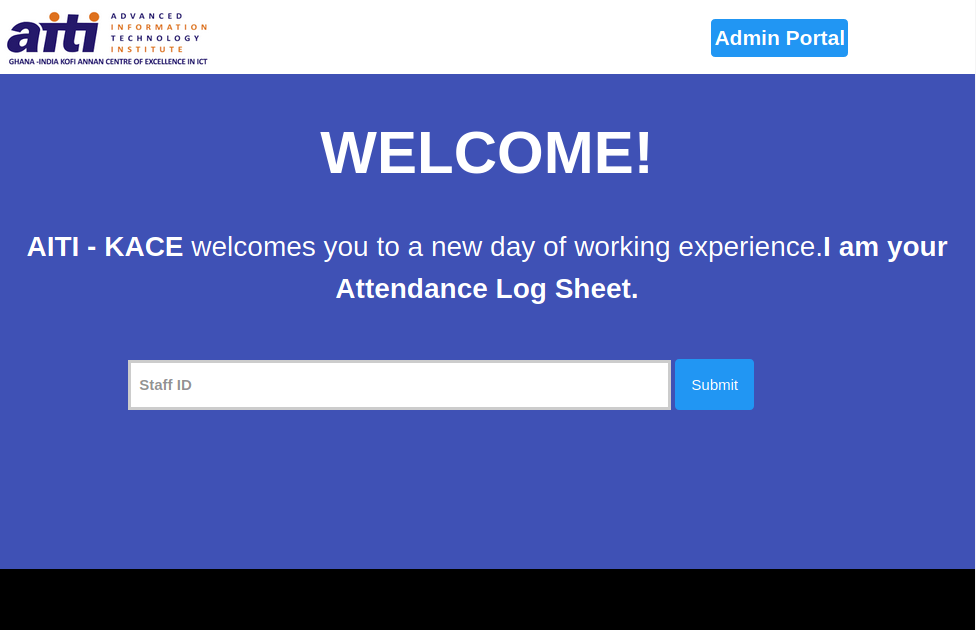 aiti
ADVANCED
INFORMATION
TECHNOLOGY
INSTITUTE
GHANA -INDIA KOFI ANNAN CENTRE OF EXCELLENCE IN ICT
Admin Portal
WELCOME!
AITI - KACE welcomes you to a new day of working experience.I am your
Attendance Log Sheet.
Staff ID
Submit